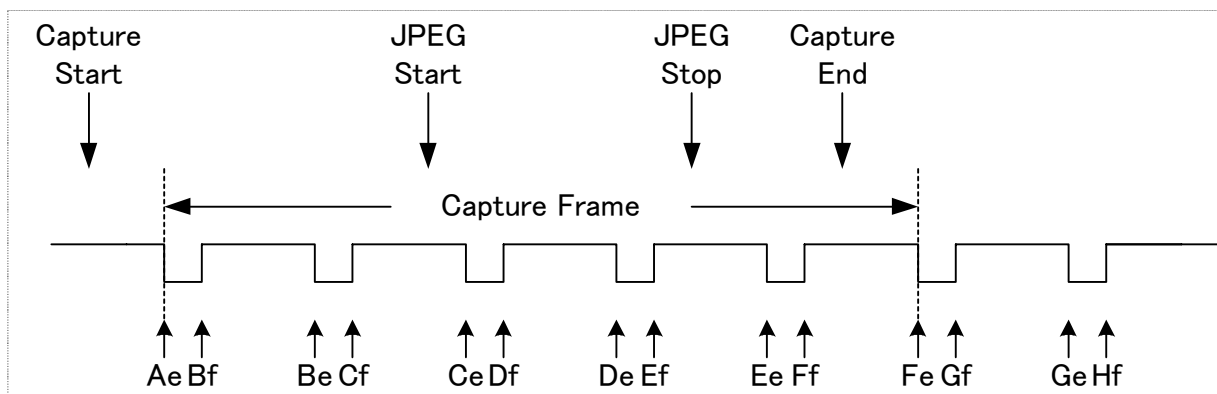 Capture Start
JPEG Start
JPEG Stop
Capture End
Capture Frame
Ae Bf Be Cf Ce Df De Ef Ee Ff Fe Gf Ge Hf